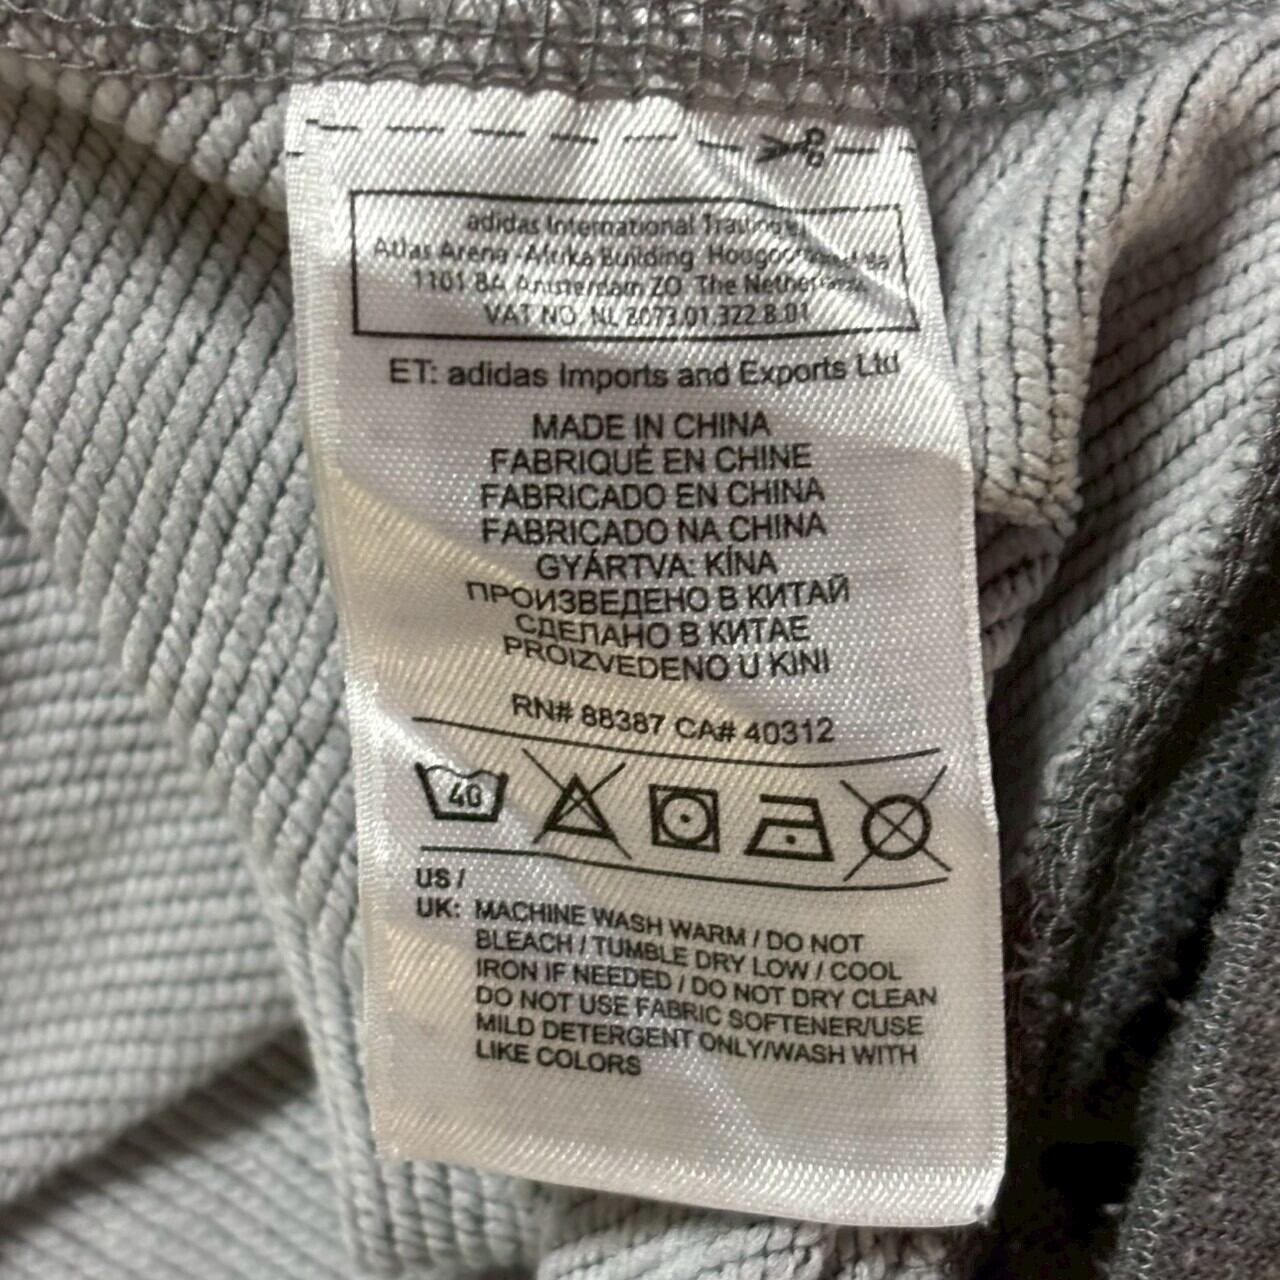 adidas International Trading
Atlas Arena -Afrika Building
1101 BA Amsterdam ZO The Netherlands
VAT NO. NL 8073.01.322.B.01
ET: adidas Imports and Exports Ltd
MADE IN CHINA
FABRIQUÉ EN CHINE
FABRICADO EN CHINA
FABRICADO NA CHINA
GYÁRTVA: KÍNA
ПРОИЗВЕДЕНО В КИТАЙ
СДЕЛАНО В КИТАЕ
PROIZVEDENO U KINI
RN# 88387 CA# 40312
40
US /
UK: MACHINE WASH WARM / DO NOT
BLEACH / TUMBLE DRY LOW / COOL
IRON IF NEEDED / DO NOT DRY CLEAN
DO NOT USE FABRIC SOFTENER/USE
MILD DETERGENT ONLY/WASH WITH
LIKE COLORS